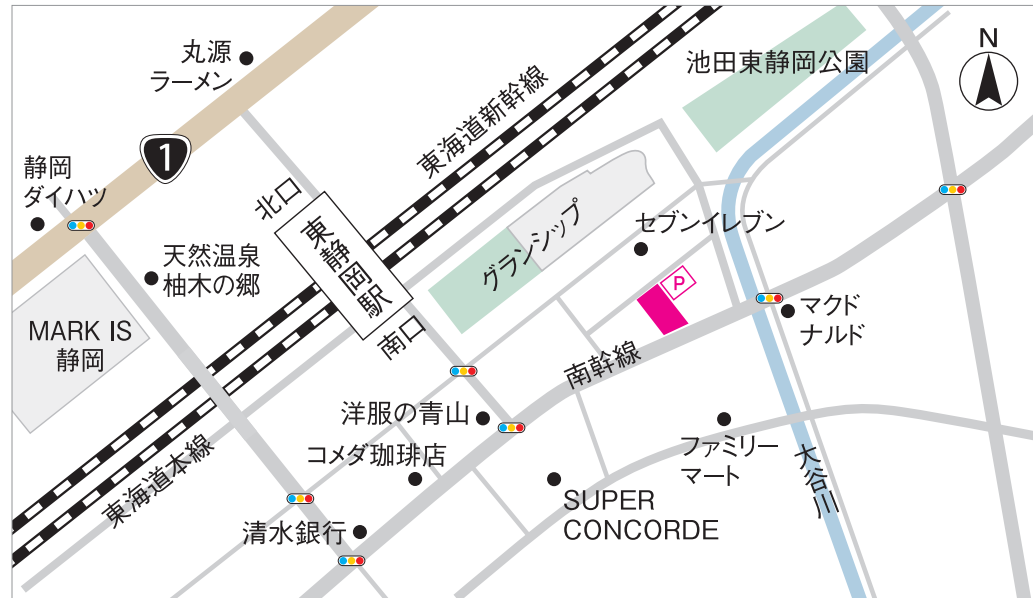 丸源
ラーメン
東海道新幹線
池田東静岡公園
N
1
静岡
ダイハツ
北口
天然温泉
柚木の郷
東静岡駅
グランシップ
セブンイレブン
P
MARK IS
静岡
南口
マクド
ナルド
南幹線
洋服の青山
コメダ珈琲店
ファミリー
マート
大谷川
東海道本線
SUPER
CONCORDE
清水銀行